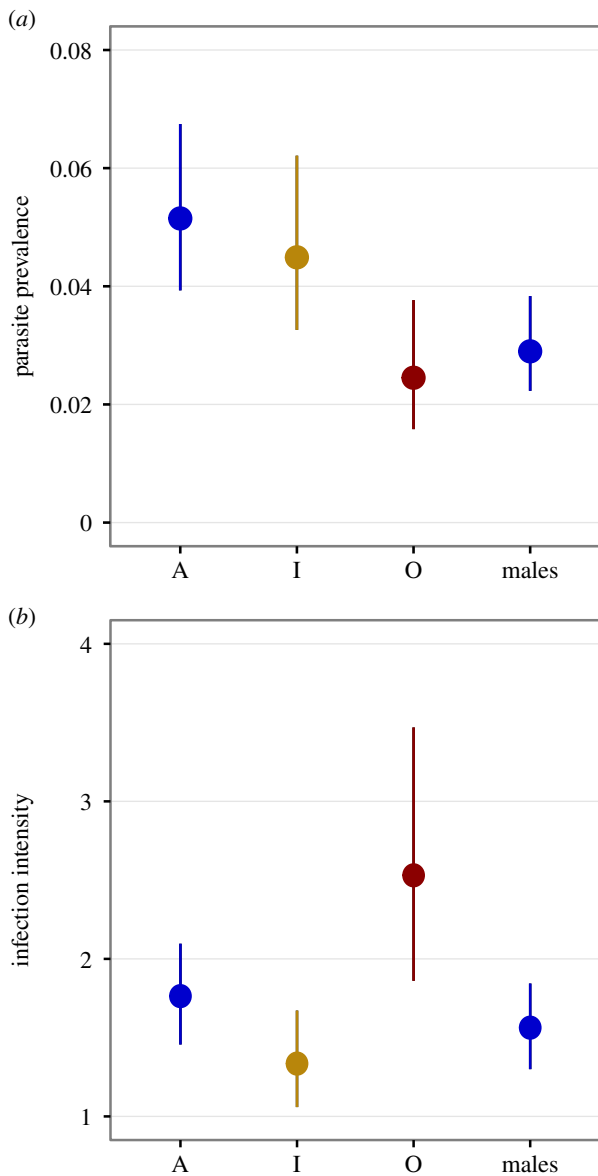 (a)
0.08
0.06
0.04
0.02
0
parasite prevalence
A I O males
(b)
4
3
2
1
infection intensity
A I O males